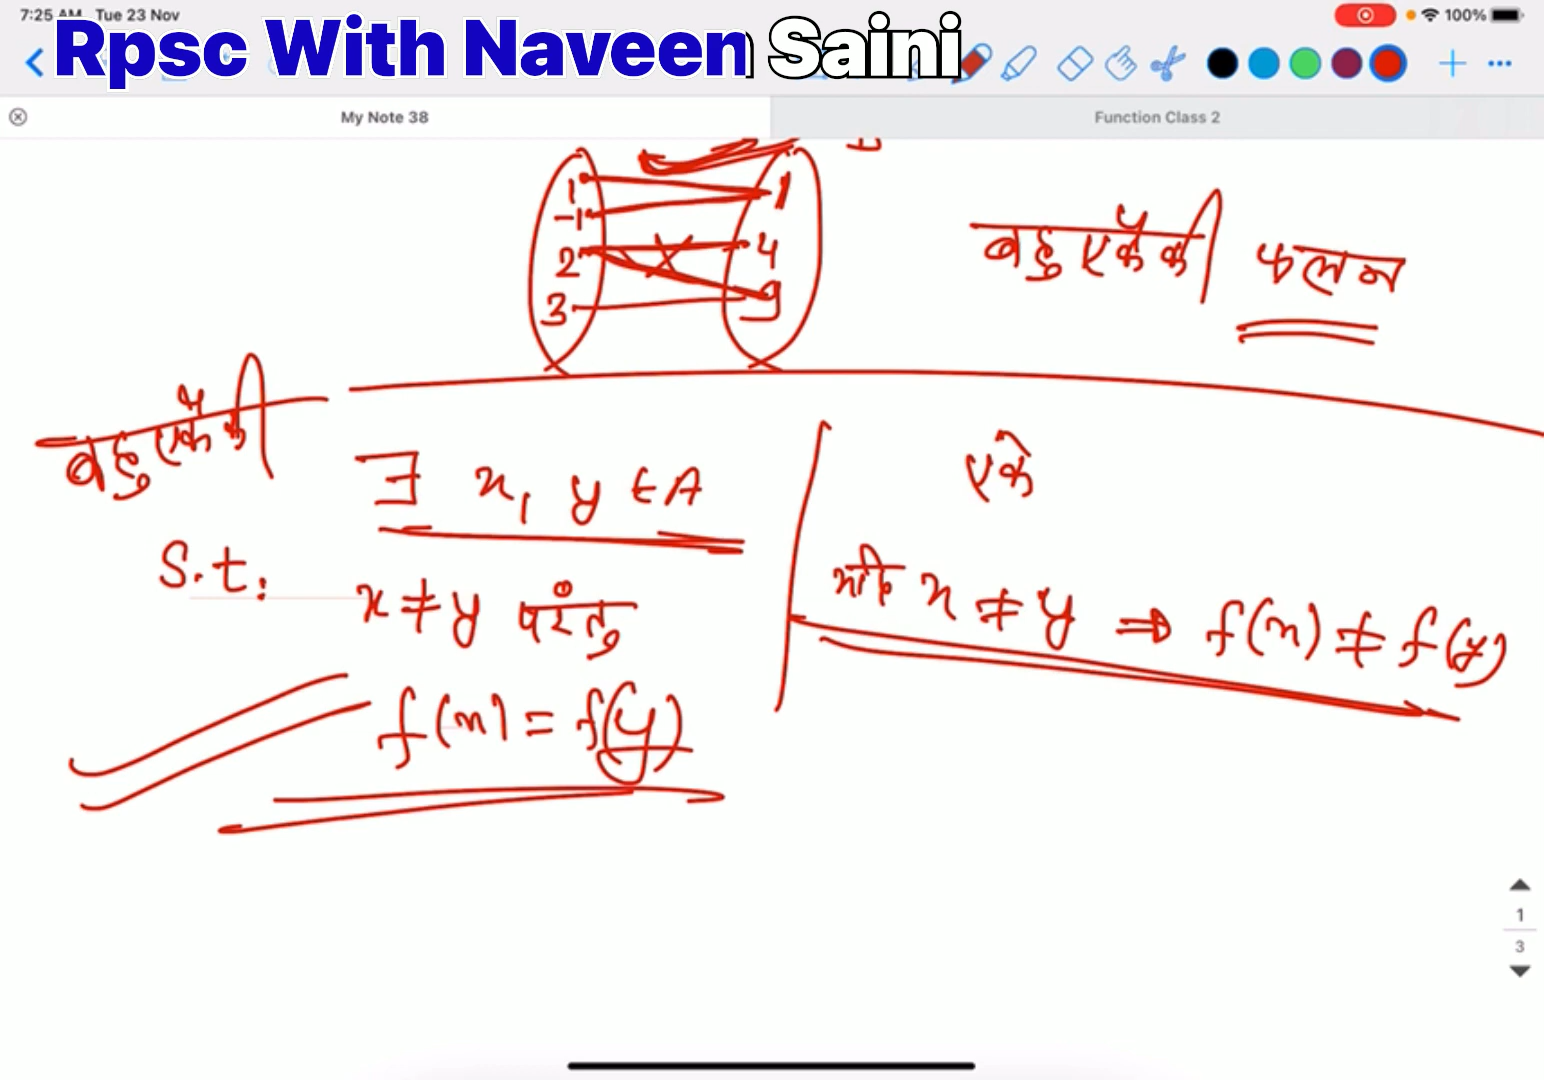 7:25 AM Tue 23 Nov
100%
Rpsc With Naveen Saini
My Note 38
Function Class 2
1 1
-1
2 4
3 9
बहुएकैकी फलन
बहुएकैकी
∃ x, y ∈ A
S.t.
x ≠ y परंतु
f(x) = f(y)
एकै
यदि x ≠ y ⇒ f(x) ≠ f(y)
1
3